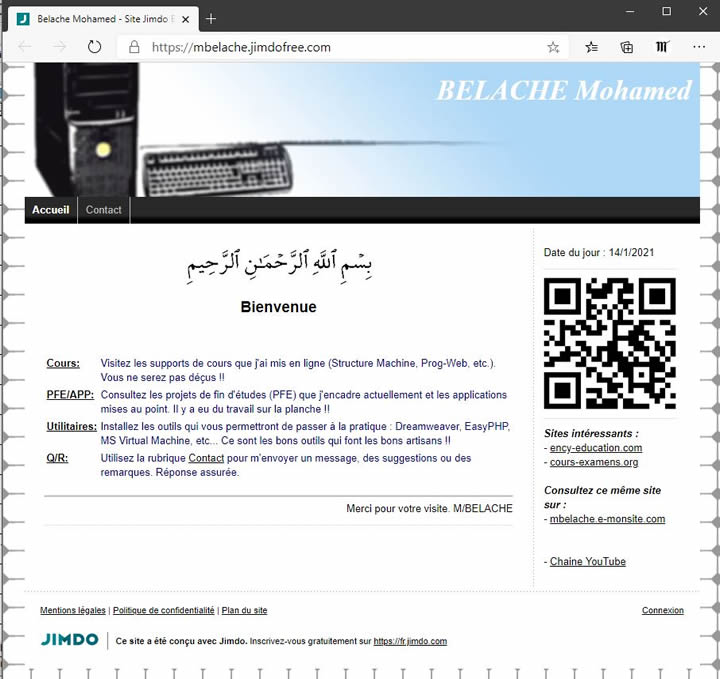 Belache Mohamed - Site Jimdo E
https://mbelache.jimdofree.com
BELACHE Mohamed
Accueil
Contact
بِسْمِ ٱللَّهِ ٱلرَّحْمَـٰنِ ٱلرَّحِيمِ
Bienvenue
Cours: Visitez les supports de cours que j'ai mis en ligne (Structure Machine, Prog-Web, etc.).
Vous ne serez pas déçus !!
PFE/APP: Consultez les projets de fin d'études (PFE) que j'encadre actuellement et les applications
mises au point. Il y a eu du travail sur la planche !!
Utilitaires: Installez les outils qui vous permettront de passer à la pratique : Dreamweaver, EasyPHP,
MS Virtual Machine, etc... Ce sont les bons outils qui font les bons artisans !!
Q/R: Utilisez la rubrique Contact pour m'envoyer un message, des suggestions ou des
remarques. Réponse assurée.
Merci pour votre visite. M/BELACHE
Date du jour : 14/1/2021
Sites intéressants :
- ency-education.com
- cours-examens.org
Consultez ce même site
sur :
- mbelache.e-monsite.com
- Chaine YouTube
Mentions légales | Politique de confidentialité | Plan du site
Connexion
JIMDO
Ce site a été conçu avec Jimdo. Inscrivez-vous gratuitement sur https://fr.jimdo.com